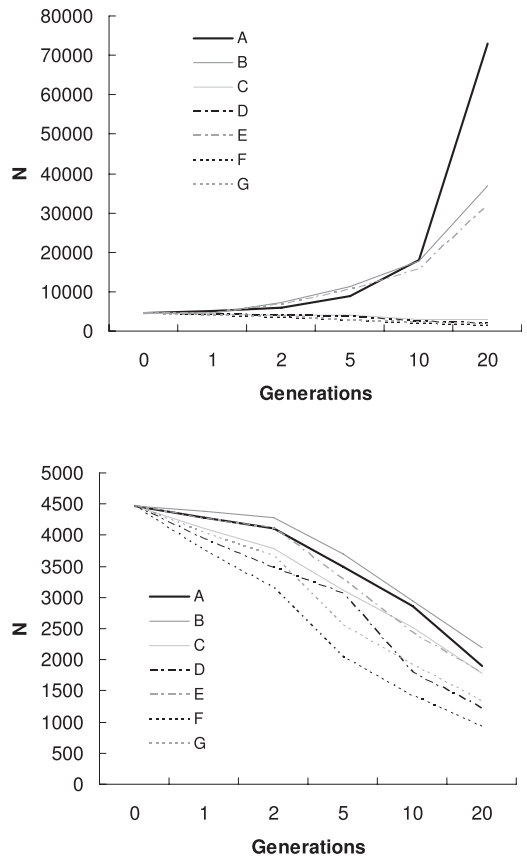 80000
70000
60000
50000
40000
30000
20000
10000
0
N
A
B
C
D
E
F
G
0 1 2 5 10 20
Generations
5000
4500
4000
3500
3000
2500
2000
1500
1000
500
0
N
A
B
C
D
E
F
G
0 1 2 5 10 20
Generations